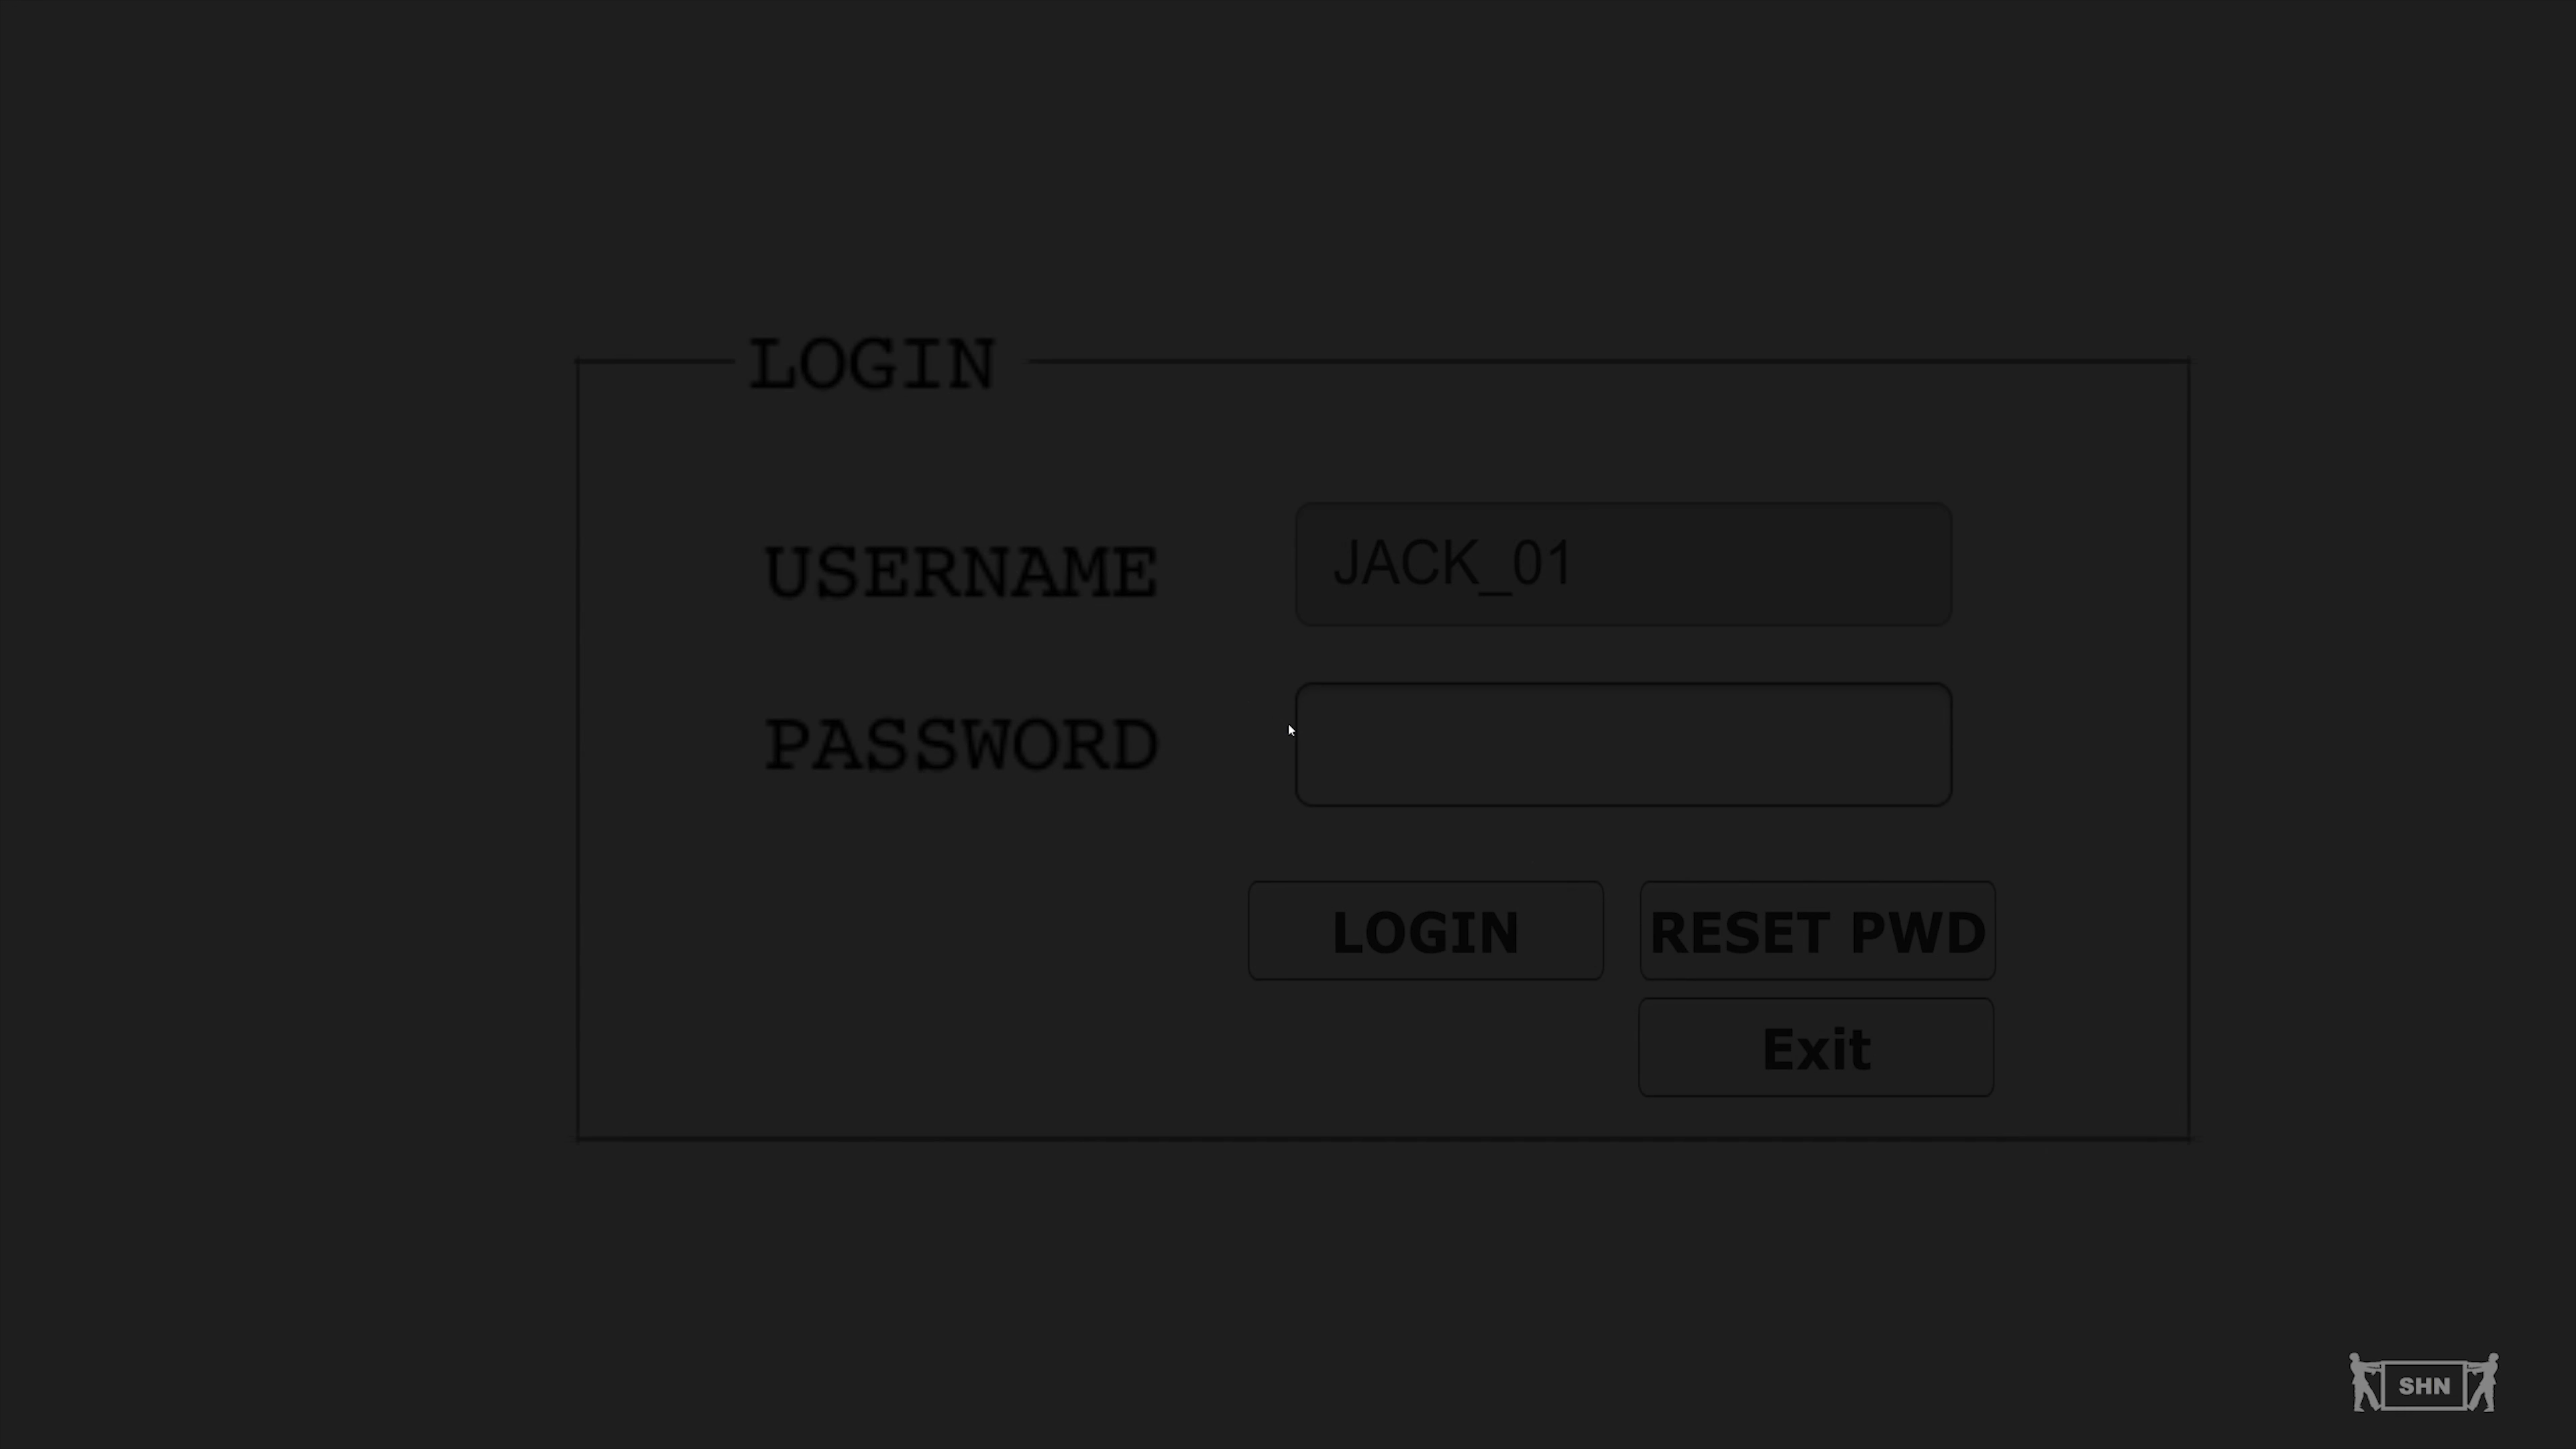 LOGIN
USERNAME JACK_01
PASSWORD
LOGIN RESET PWD
Exit
SHN